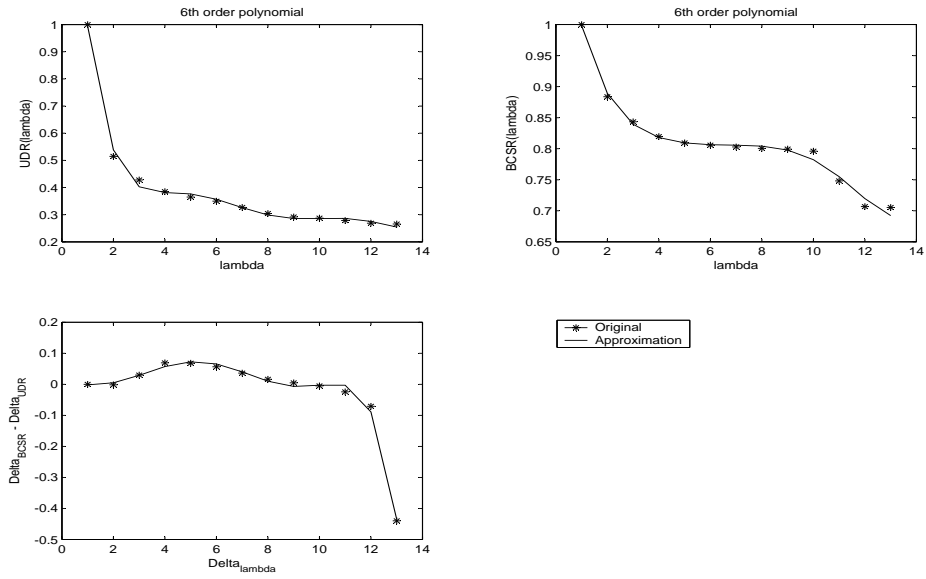 6th order polynomial
UDR(lambda)
1
0.9
0.8
0.7
0.6
0.5
0.4
0.3
0.2
0 2 4 6 8 10 12 14
lambda
6th order polynomial
BCSR(lambda)
1
0.95
0.9
0.85
0.8
0.75
0.7
0.65
0 2 4 6 8 10 12 14
lambda
Delta_BCSR - Delta_UDR
0.2
0.1
0
-0.1
-0.2
-0.3
-0.4
-0.5
0 2 4 6 8 10 12 14
Delta_lambda
Original
Approximation